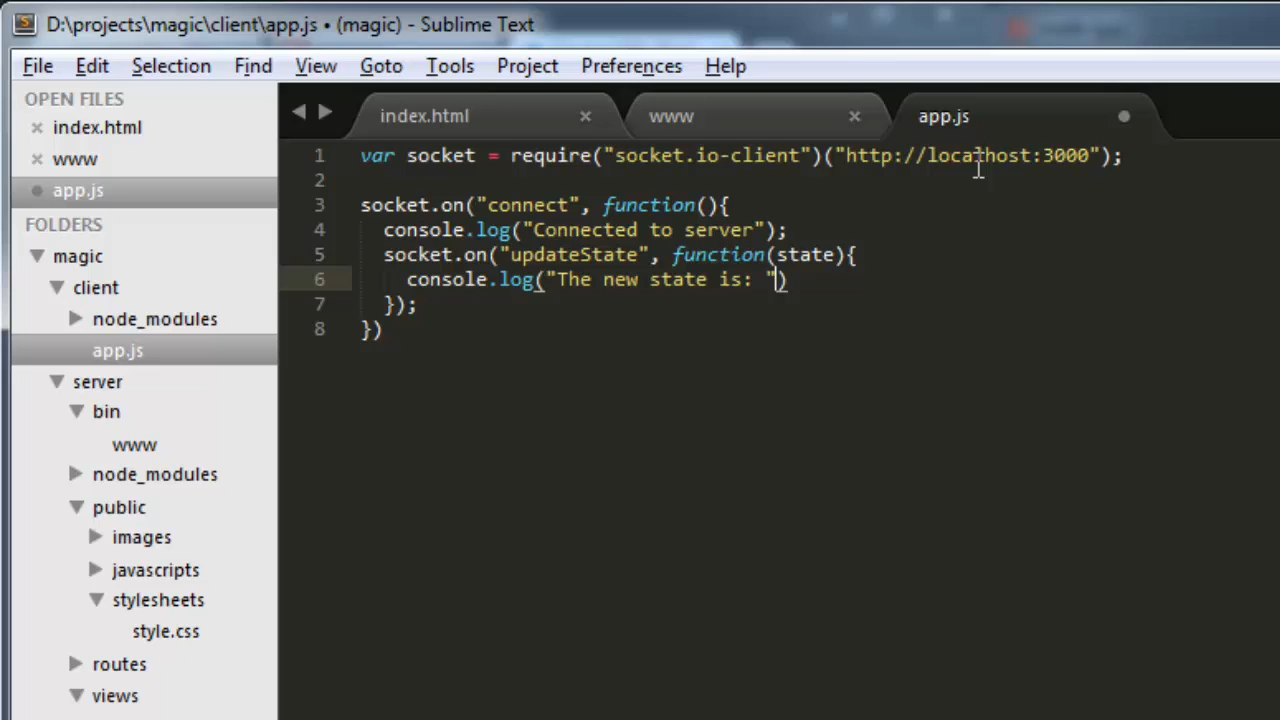 D:\projects\magic\client\app.js • (magic) - Sublime Text
File Edit Selection Find View Goto Tools Project Preferences Help
OPEN FILES
index.html
www
app.js
FOLDERS
magic
client
node_modules
app.js
server
bin
www
node_modules
public
images
javascripts
stylesheets
style.css
routes
views
index.html www app.js
1 var socket = require("socket.io-client")("http://localhost:3000");
2
3 socket.on("connect", function(){
4 console.log("Connected to server");
5 socket.on("updateState", function(state){
6 console.log("The new state is: ")
7 });
8 })